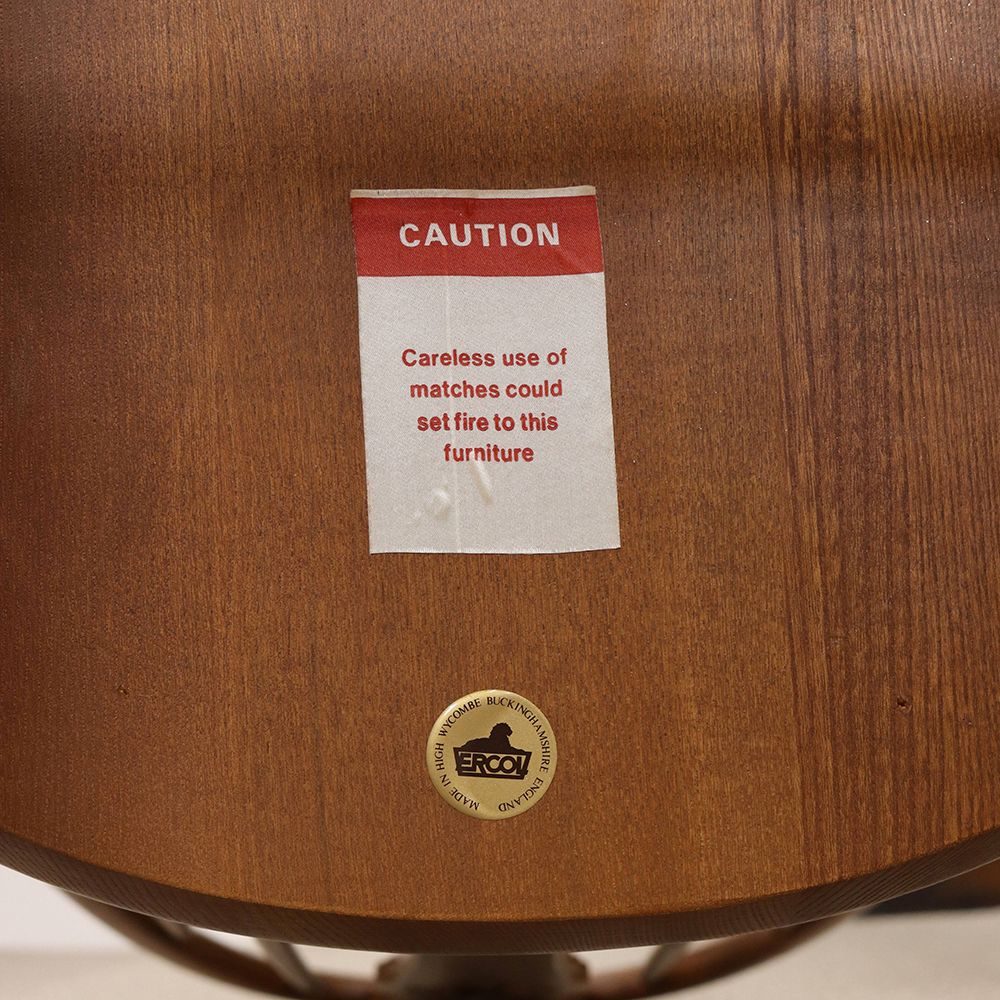 CAUTION
Careless use of
matches could
set fire to this
furniture
MADE IN HIGH WYCOMBE BUCKINGHAMSHIRE ENGLAND
ERCOL